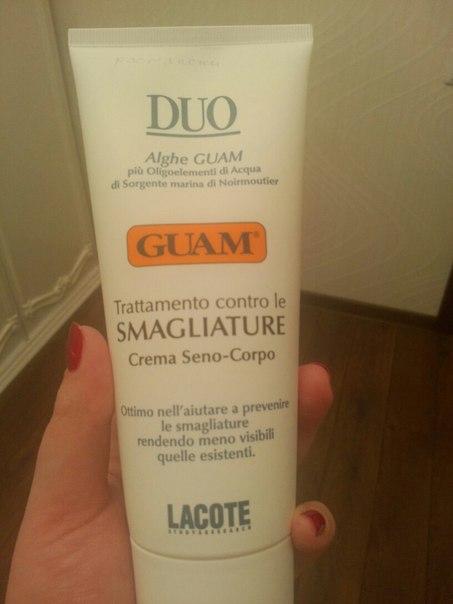 DUO
Alghe GUAM
più Oligoelementi di Acqua
di Sorgente marina di Noirmoutier
GUAM®
Trattamento contro le
SMAGLIATURE
Crema Seno-Corpo
Ottimo nell'aiutare a prevenire
le smagliature
rendendo meno visibili
quelle esistenti.
LACOTE